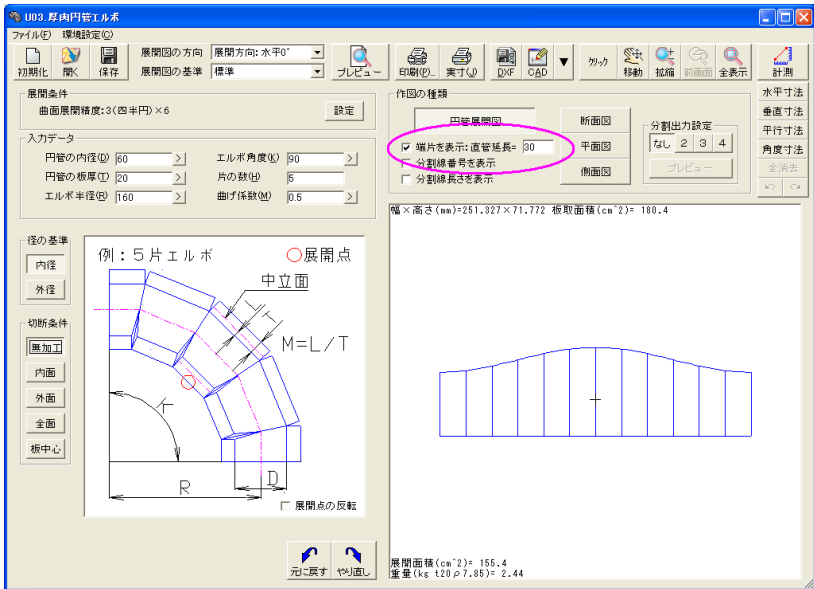 U03.厚肉円管エルボ
ファイル(F) 環境設定(C)
初期化 開く 保存
展開図の方向 展開方向:水平0°
展開図の基準 標準
プレビュー 印刷(P).. 実寸(J) DXF CAD ▼ クリック 移動 拡縮 前画面 全表示 計測
展開条件
曲面展開精度:3(四半円)×6 設定
入力データ
円管の内径(D) 60 > エルボ角度(K) 90 >
円管の板厚(T) 20 > 片の数(H) 5
エルボ半径(R) 160 > 曲げ係数(M) 0.5 >
作図の種類
円管展開図 断面図
端片を表示:直管延長= 30 平面図
分割線番号を表示
分割線長さを表示 側面図
分割出力設定
なし 2 3 4
プレビュー
水平寸法
垂直寸法
平行寸法
角度寸法
全消去
径の基準
内径
外径
切断条件
無加工
内面
外面
全面
板中心
例:5片エルボ ○展開点
中立面
L T
M=L/T
K
D
R
展開点の反転
元に戻す やり直し
幅×高さ(mm)=251.327×71.772 板取面積(cm^2)= 180.4
展開面積(cm^2)= 155.4
重量(kg t20ρ7.85)= 2.44